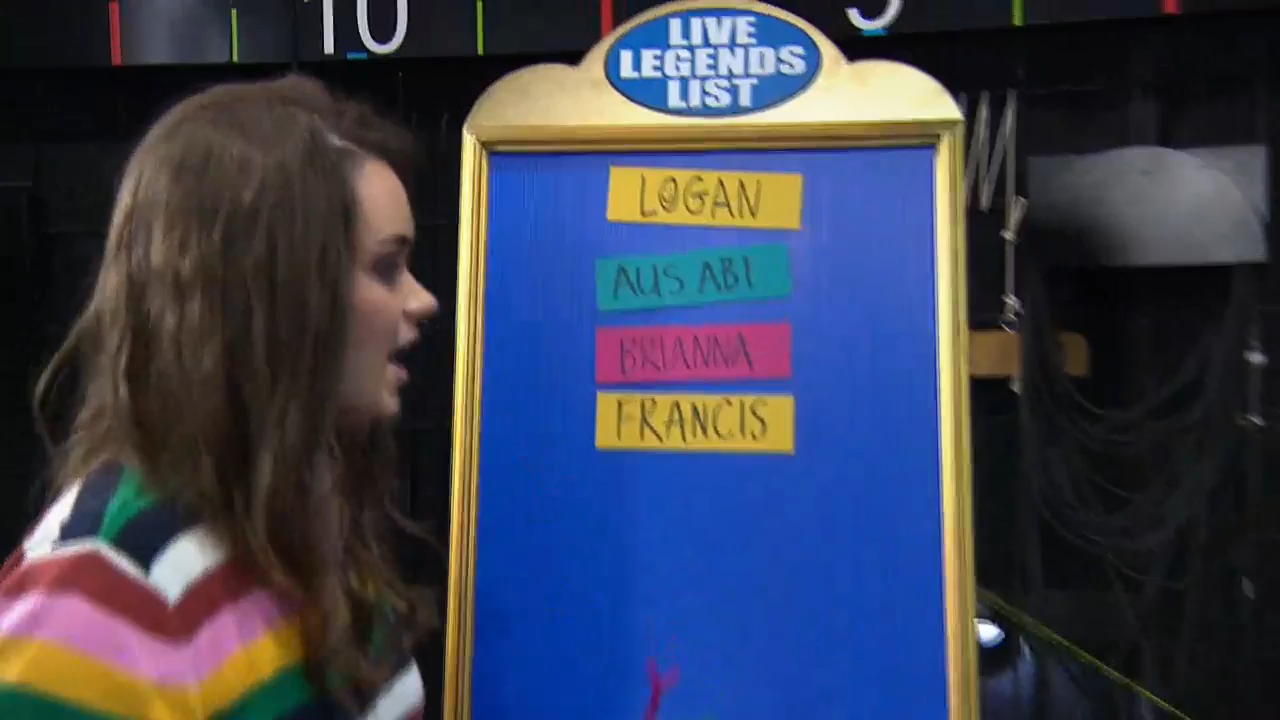 10
5
LIVE
LEGENDS
LIST
LOGAN
AUS ABI
BRIANNA
FRANCIS